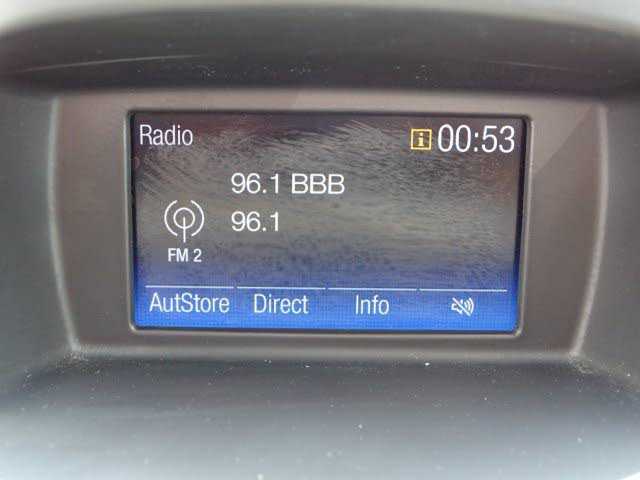 Radio
i 00:53
96.1 BBB
96.1
FM 2
AutStore Direct Info